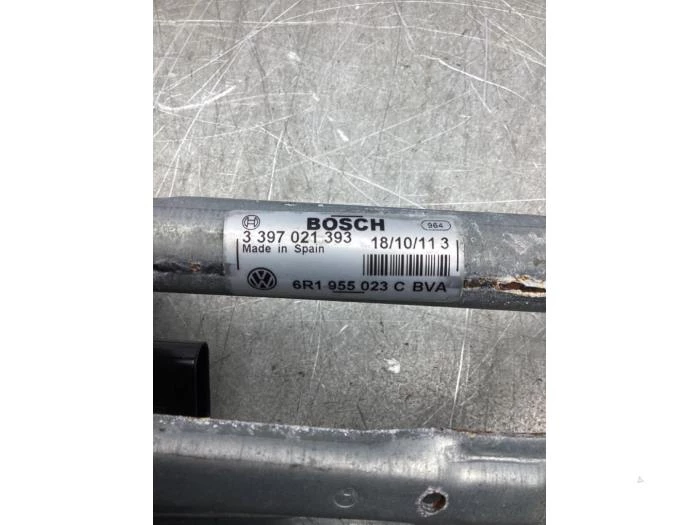 BOSCH 964
3 397 021 393 18/10/11 3
Made in Spain
6R1 955 023 C BVA